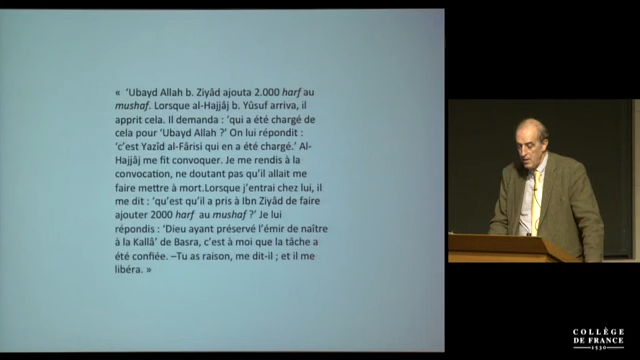 « 'Ubayd Allah b. Ziyâd ajouta 2.000 harf au
mushaf. Lorsque al-Hajjâj b. Yûsuf arriva, il
apprit cela. Il demanda : 'qui a été chargé de
cela pour 'Ubayd Allah ?' On lui répondit :
'c'est Yazîd al-Fârisi qui en a été chargé.' Al-
Hajjâj me fit convoquer. Je me rendis à la
convocation, ne doutant pas qu'il allait me
faire mettre à mort.Lorsque j'entrai chez lui, il
me dit : 'qu'est qu'il a pris à Ibn Ziyâd de faire
ajouter 2000 harf au mushaf ?' Je lui
répondis : 'Dieu ayant préservé l'émir de naître
à la Kallâ' de Basra, c'est à moi que la tâche a
été confiée. –Tu as raison, me dit-il ; et il me
libéra. »
COLLÈGE
DE FRANCE
1530